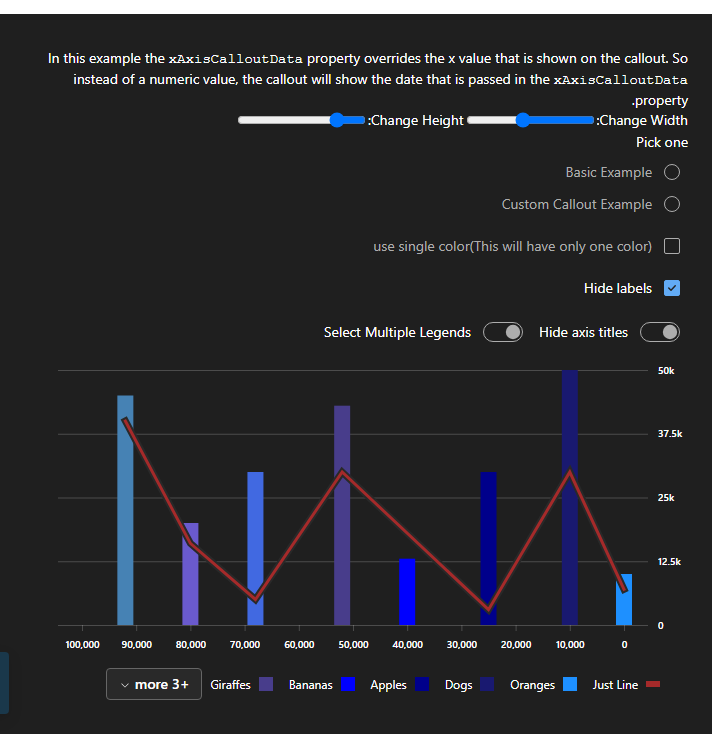 In this example the xAxisCalloutData property overrides the x value that is shown on the callout. So
instead of a numeric value, the callout will show the date that is passed in the xAxisCalloutData
.property
:Change Height :Change Width
Pick one
Basic Example
Custom Callout Example
use single color(This will have only one color)
Hide labels
Select Multiple Legends Hide axis titles
50k
37.5k
25k
12.5k
0
100,000 90,000 80,000 70,000 60,000 50,000 40,000 30,000 20,000 10,000 0
more 3+ Giraffes Bananas Apples Dogs Oranges Just Line